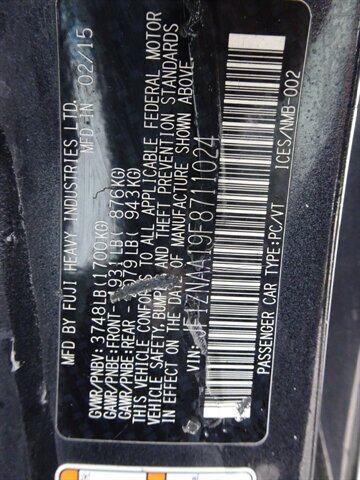 MFD BY FUJI HEAVY INDUSTRIES LTD.
MFD IN 02/15
GVWR/PNBV:3748LB(1700KG)
GAWR/PNBE:FRONT-1931LB( 876KG)
GAWR/PNBE:REAR -2079LB( 943KG)
THIS VEHICLE CONFORMS TO ALL APPLICABLE FEDERAL MOTOR
VEHICLE SAFETY, BUMPER AND THEFT PREVENTION STANDARDS
IN EFFECT ON THE DATE OF MANUFACTURE SHOWN ABOVE
VIN: JF1ZNAA19F8711024
PASSENGER CAR TYPE:PC/VT
ICES/NMB-002